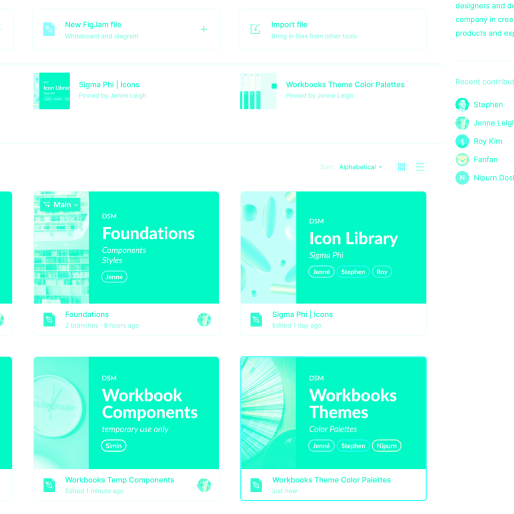 designers and de
New FigJam file
Whiteboard and diagram
Import file
Bring in files from other tools
company in crea
products and exp
Sigma Phi | Icons
Pinned by Jenné Leigh
Workbooks Theme Color Palettes
Pinned by Jenné Leigh
Recent contribut
Stephen
Jenne Leigh
Roy Kim
Fanfan
Nipurn Dosi
Sort: Alphabetical
Main
DSM
Foundations
Components
Styles
Jenné
Foundations
2 branches · 6 hours ago
DSM
Icon Library
Sigma Phi
Jenné Stephen Roy
Sigma Phi | Icons
Edited 1 day ago
DSM
Workbook
Components
temporary use only
Simbi
Workbooks Temp Components
Edited 1 minute ago
DSM
Workbooks
Themes
Color Palettes
Jenné Stephen Nipurn
Workbooks Theme Color Palettes
just now